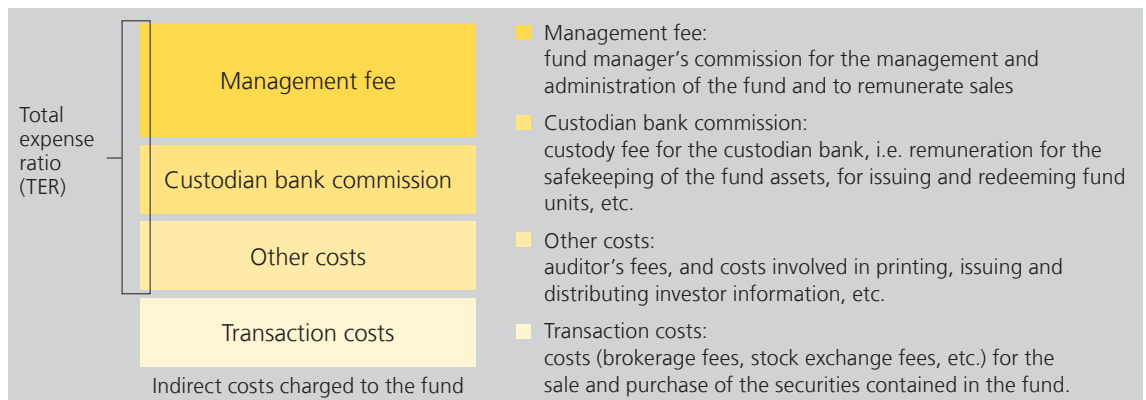 Total
expense
ratio
(TER)
Management fee
Custodian bank commission
Other costs
Transaction costs
Indirect costs charged to the fund
Management fee:
fund manager’s commission for the management and
administration of the fund and to remunerate sales
Custodian bank commission:
custody fee for the custodian bank, i.e. remuneration for the
safekeeping of the fund assets, for issuing and redeeming fund
units, etc.
Other costs:
auditor’s fees, and costs involved in printing, issuing and
distributing investor information, etc.
Transaction costs:
costs (brokerage fees, stock exchange fees, etc.) for the
sale and purchase of the securities contained in the fund.